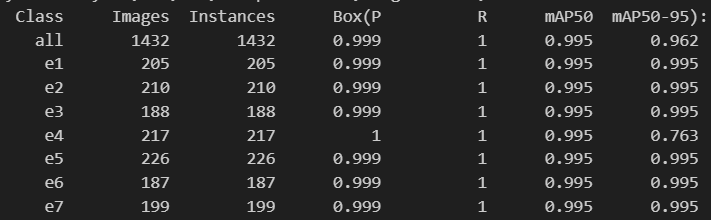 Class Images Instances Box(P R mAP50 mAP50-95):
all 1432 1432 0.999 1 0.995 0.962
e1 205 205 0.999 1 0.995 0.995
e2 210 210 0.999 1 0.995 0.995
e3 188 188 0.999 1 0.995 0.995
e4 217 217 1 1 0.995 0.763
e5 226 226 0.999 1 0.995 0.995
e6 187 187 0.999 1 0.995 0.995
e7 199 199 0.999 1 0.995 0.995